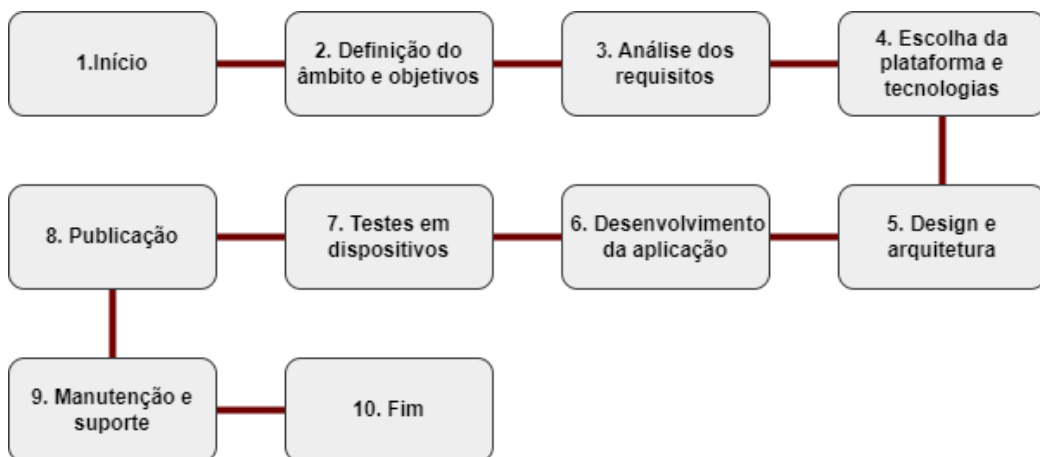 1.Início
2. Definição do
âmbito e objetivos
3. Análise dos
requisitos
4. Escolha da
plataforma e
tecnologias
5. Design e
arquitetura
6. Desenvolvimento
da aplicação
7. Testes em
dispositivos
8. Publicação
9. Manutenção e
suporte
10. Fim